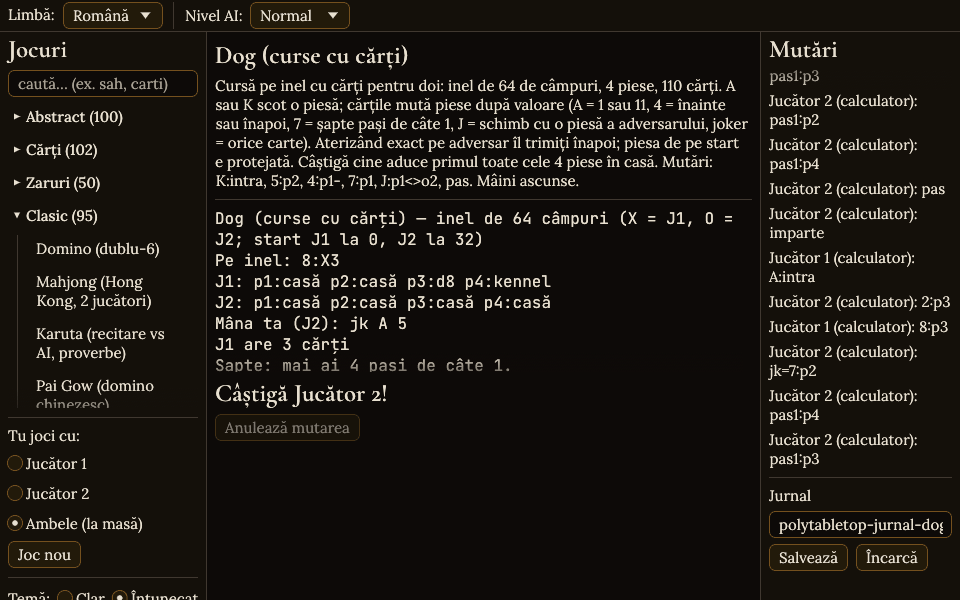 Limbă: Română ▼ Nivel AI: Normal ▼
Jocuri
caută... (ex. sah, carti)
▸ Abstract (100)
▸ Cărți (102)
▸ Zaruri (50)
▾ Clasic (95)
Domino (dublu-6)
Mahjong (Hong
Kong, 2 jucători)
Karuta (recitare vs
AI, proverbe)
Pai Gow (domino
chinezesc)
Tu joci cu:
Jucător 1
Jucător 2
Ambele (la masă)
Joc nou
Temă: Clar Întunecat
Dog (curse cu cărți)
Cursă pe inel cu cărți pentru doi: inel de 64 de câmpuri, 4 piese, 110 cărți. A
sau K scot o piesă; cărțile mută piese după valoare (A = 1 sau 11, 4 = înainte
sau înapoi, 7 = șapte pași de câte 1, J = schimb cu o piesă a adversarului, joker
= orice carte). Aterizând exact pe adversar îl trimiți înapoi; piesa de pe start
e protejată. Câștigă cine aduce primul toate cele 4 piese în casă. Mutări:
K:intra, 5:p2, 4:p1-, 7:p1, J:p1<>o2, pas. Mâini ascunse.
Dog (curse cu cărți) — inel de 64 câmpuri (X = J1, O =
J2; start J1 la 0, J2 la 32)
Pe inel: 8:X3
J1: p1:casă p2:casă p3:d8 p4:kennel
J2: p1:casă p2:casă p3:casă p4:casă
Mâna ta (J2): jk A 5
J1 are 3 cărți
Șapte: mai ai 4 pași de câte 1.
Câștigă Jucător 2!
Anulează mutarea
Mutări
pas1:p3
Jucător 2 (calculator):
pas1:p2
Jucător 2 (calculator):
pas1:p4
Jucător 2 (calculator): pas
Jucător 2 (calculator):
imparte
Jucător 1 (calculator):
A:intra
Jucător 2 (calculator): 2:p3
Jucător 1 (calculator): 8:p3
Jucător 2 (calculator):
jk=7:p2
Jucător 2 (calculator):
pas1:p4
Jucător 2 (calculator):
pas1:p3
Jurnal
polytabletop-jurnal-dog
Salvează Încarcă